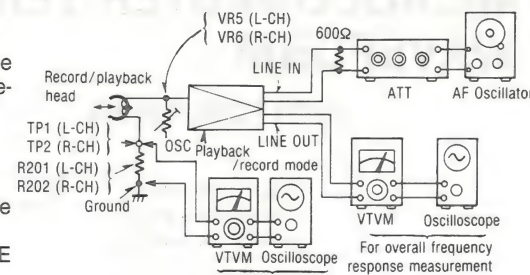 e
e-
e
E
VR5 (L-CH)
VR6 (R-CH)
600Ω
LINE IN
ATT
AF Oscillator
Record/playback
head
TP1 (L-CH)
TP2 (R-CH)
R201 (L-CH)
R202 (R-CH)
Ground
OSC
Playback
/record mode
LINE OUT
VTVM
Oscilloscope
VTVM
Oscilloscope
For overall frequency
response measurement